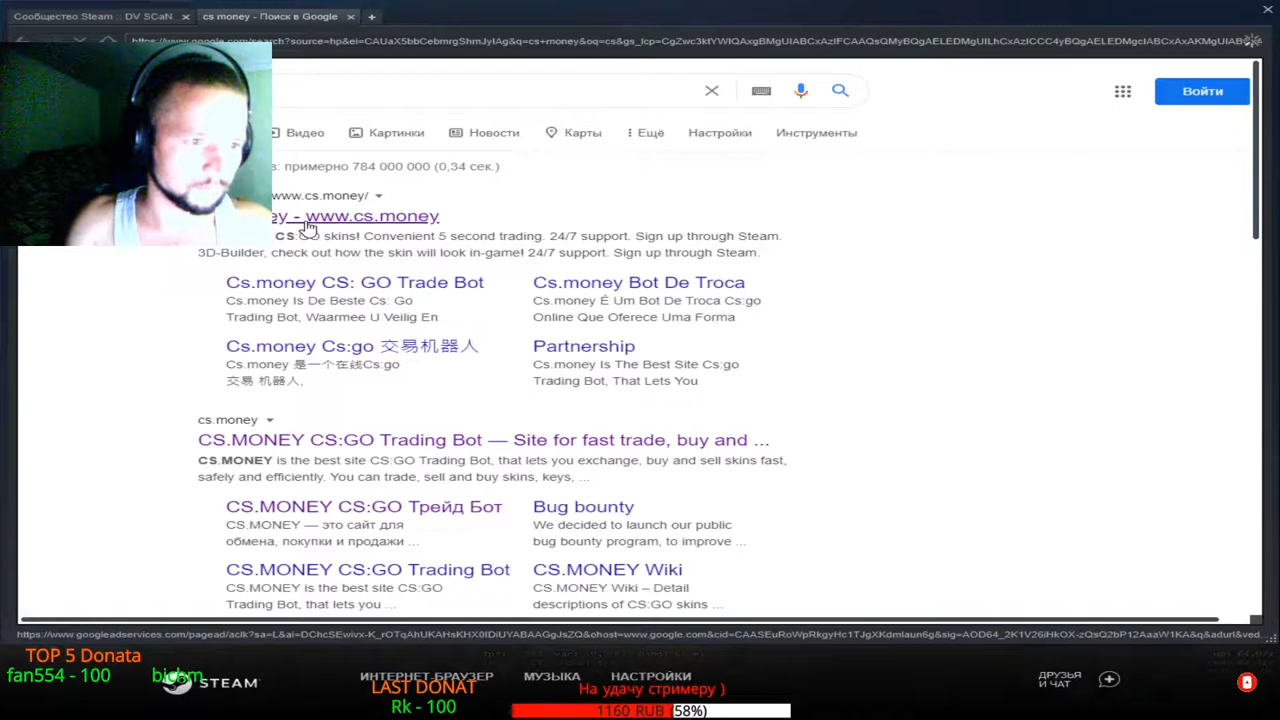 Сообщество Steam :: DV SCaN
cs money - Поиск в Google
Видео
Картинки
Новости
Карты
Ещё
Настройки
Инструменты
Войти
: примерно 784 000 000 (0,34 сек.)
www.cs.money/
ey - www.cs.money
CS:GO skins! Convenient 5 second trading. 24/7 support. Sign up through Steam.
3D-Builder, check out how the skin will look in-game! 24/7 support. Sign up through Steam.
Cs.money CS: GO Trade Bot
Cs.money Is De Beste Cs: Go
Trading Bot, Waarmee U Veilig En
Cs.money Bot De Troca
Cs.money É Um Bot De Troca Cs:go
Online Que Oferece Uma Forma
Cs.money Cs:go 交易机器人
Cs.money 是一个在线Cs:go
交易 机器人,
Partnership
Cs.money Is The Best Site Cs:go
Trading Bot, That Lets You
cs.money
CS.MONEY CS:GO Trading Bot — Site for fast trade, buy and ...
CS.MONEY is the best site CS:GO Trading Bot, that lets you exchange, buy and sell skins fast,
safely and efficiently. You can trade, sell and buy skins, keys, ...
CS.MONEY CS:GO Трейд Бот
CS.MONEY — это сайт для
обмена, покупки и продажи ...
Bug bounty
We decided to launch our public
bug bounty program, to improve ...
CS.MONEY CS:GO Trading Bot
CS.MONEY is the best site CS:GO
Trading Bot, that lets you ...
CS.MONEY Wiki
CS.MONEY Wiki – Detail
descriptions of CS:GO skins ...
TOP 5 Donata
fan554 - 100
bichm
STEAM
ИНТЕРНЕТ-БРАУЗЕР
МУЗЫКА
НАСТРОЙКИ
ДРУЗЬЯ
И ЧАТ
LAST DONAT
Rk - 100
На удачу стримеру )
1160 RUB (58%)